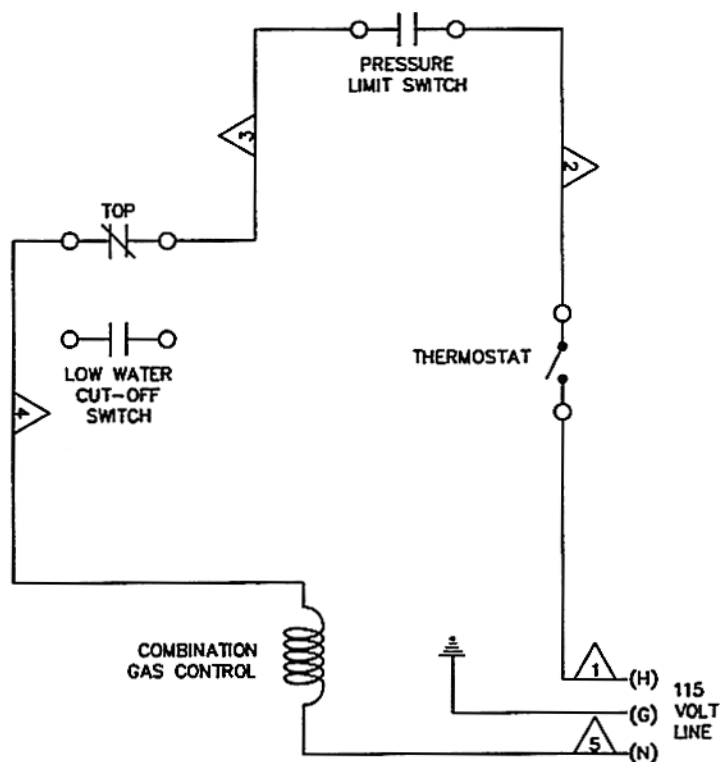 PRESSURE
LIMIT SWITCH
3
2
TOP
THERMOSTAT
LOW WATER
CUT-OFF
SWITCH
4
COMBINATION
GAS CONTROL
1
(H)
115
VOLT
LINE
(G)
5
(N)